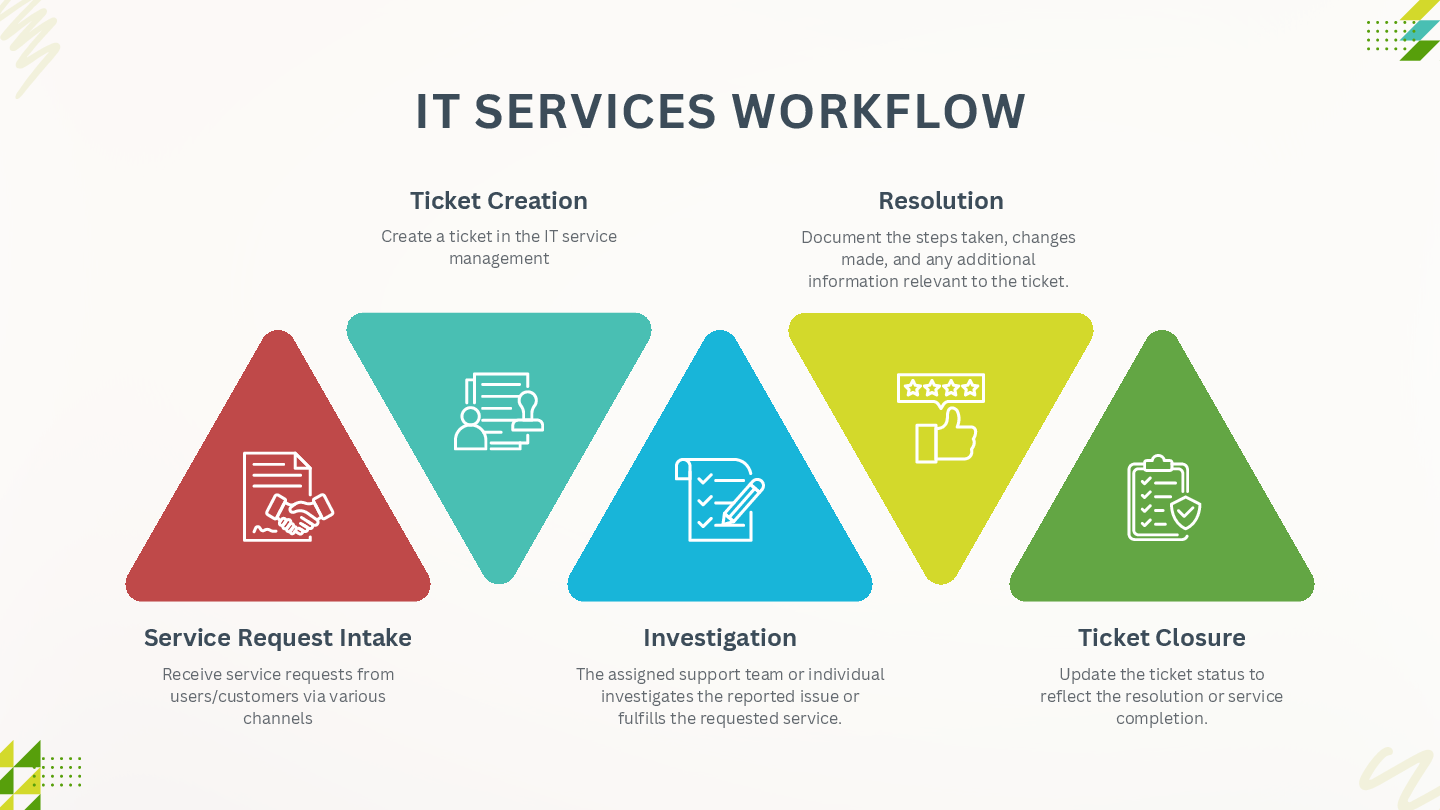 IT SERVICES WORKFLOW
Ticket Creation
Create a ticket in the IT service
management
Resolution
Document the steps taken, changes
made, and any additional
information relevant to the ticket.
Service Request Intake
Receive service requests from
users/customers via various
channels
Investigation
The assigned support team or individual
investigates the reported issue or
fulfills the requested service.
Ticket Closure
Update the ticket status to
reflect the resolution or service
completion.